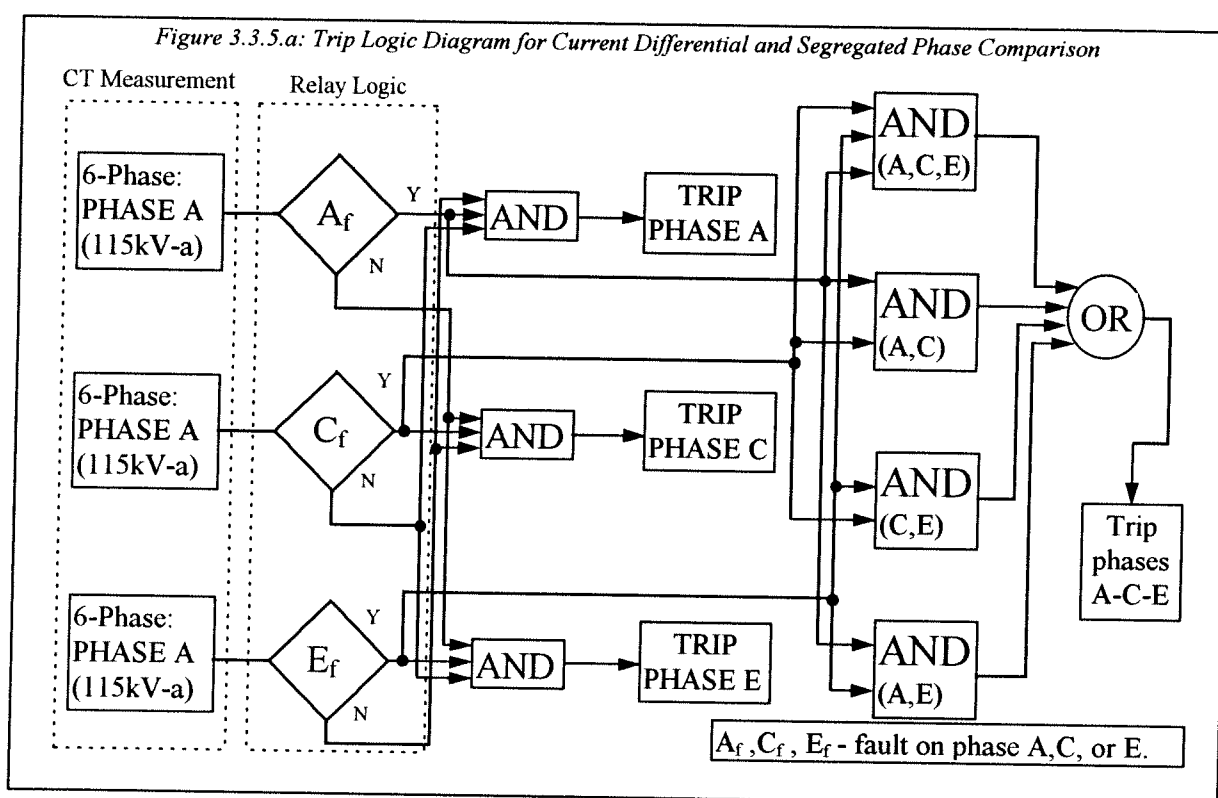 Figure 3.3.5.a: Trip Logic Diagram for Current Differential and Segregated Phase Comparison
CT Measurement
Relay Logic
6-Phase:
PHASE A
(115kV-a)
Af
Y
N
AND
TRIP
PHASE A
AND
(A,C,E)
AND
(A,C)
OR
6-Phase:
PHASE A
(115kV-a)
Cf
Y
N
AND
TRIP
PHASE C
AND
(C,E)
Trip
phases
A-C-E
6-Phase:
PHASE A
(115kV-a)
Ef
Y
N
AND
TRIP
PHASE E
AND
(A,E)
Af ,Cf , Ef - fault on phase A,C, or E.